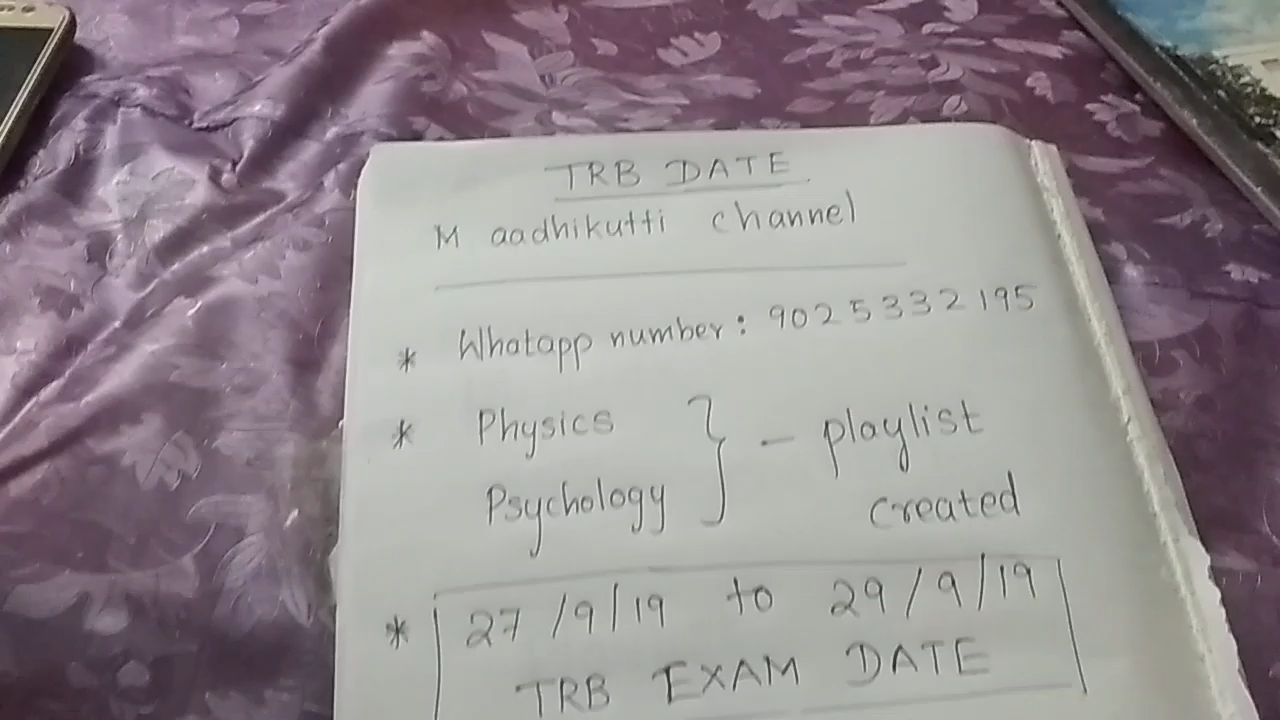 TRB DATE
M aadhikutti channel
* Whatapp number: 9025332195
* Physics } - playlist
Psychology created
* 27/9/19 to 29/9/19
TRB EXAM DATE